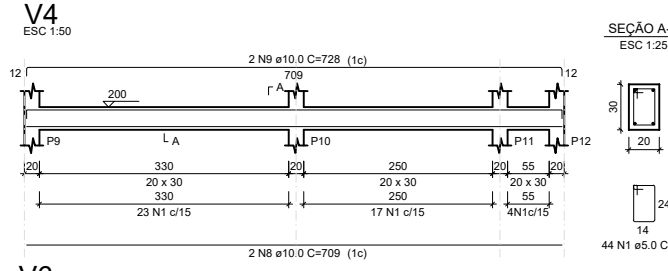 V4
ESC 1:50
SEÇÃO A-
ESC 1:25
2 N9 ø10.0 C=728 (1c)
12 709 12
A
200
30
A
P9 P10 P11 P12
20 330 20 250 20 55 20
20
20 x 30 20 x 30 20 x 30
330 250 55
23 N1 c/15 17 N1 c/15 4N1c/15
24
14
44 N1 ø5.0 C
2 N8 ø10.0 C=709 (1c)